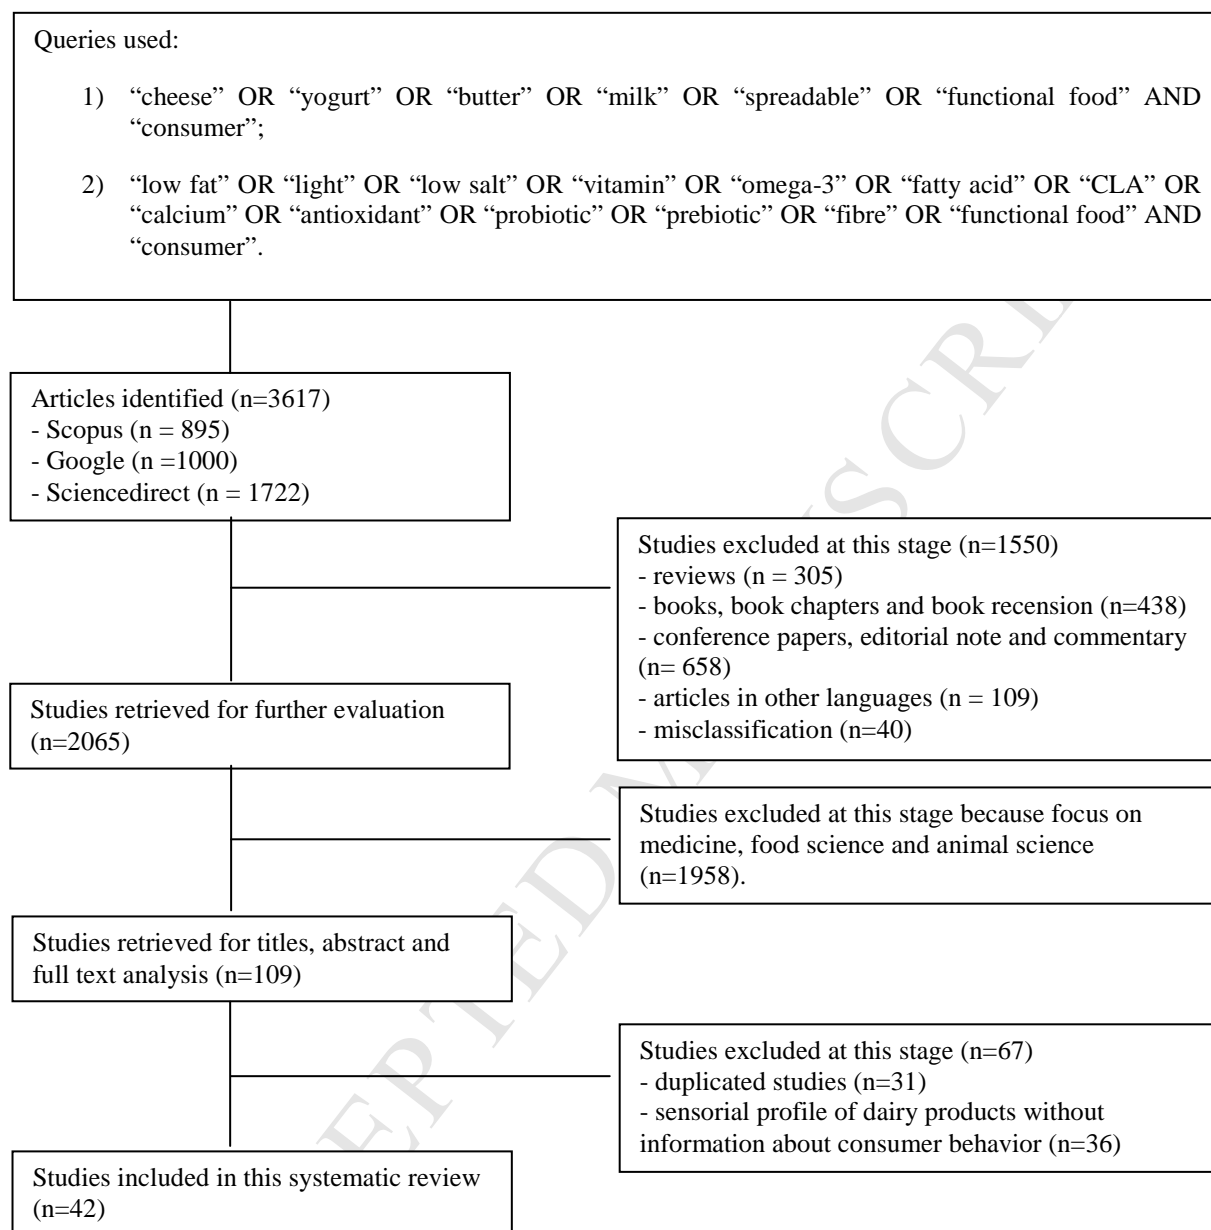 Queries used:
1) “cheese” OR “yogurt” OR “butter” OR “milk” OR “spreadable” OR “functional food” AND
“consumer”;
2) “low fat” OR “light” OR “low salt” OR “vitamin” OR “omega-3” OR “fatty acid” OR “CLA” OR
“calcium” OR “antioxidant” OR “probiotic” OR “prebiotic” OR “fibre” OR “functional food” AND
“consumer”.
Articles identified (n=3617)
- Scopus (n = 895)
- Google (n =1000)
- Sciencedirect (n = 1722)
Studies excluded at this stage (n=1550)
- reviews (n = 305)
- books, book chapters and book recension (n=438)
- conference papers, editorial note and commentary
(n= 658)
- articles in other languages (n = 109)
- misclassification (n=40)
Studies retrieved for further evaluation
(n=2065)
Studies excluded at this stage because focus on
medicine, food science and animal science
(n=1958).
Studies retrieved for titles, abstract and
full text analysis (n=109)
Studies excluded at this stage (n=67)
- duplicated studies (n=31)
- sensorial profile of dairy products without
information about consumer behavior (n=36)
Studies included in this systematic review
(n=42)